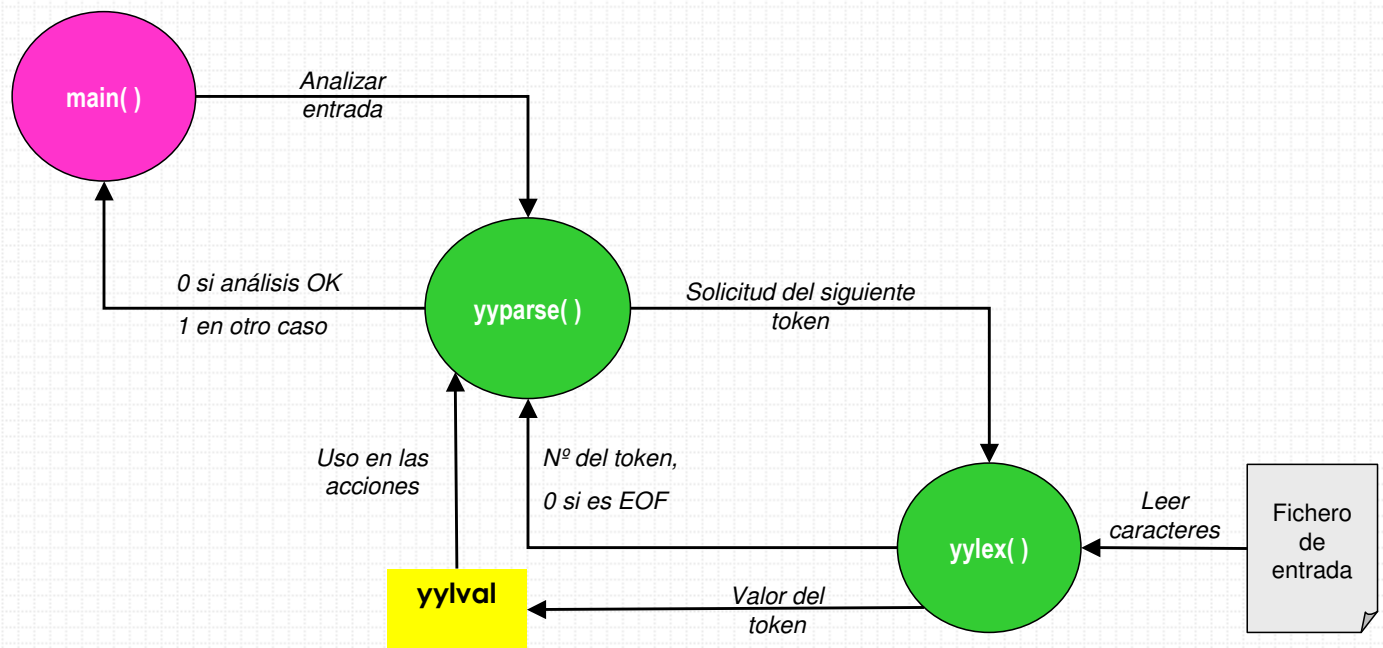 main( )
Analizar
entrada
0 si análisis OK
1 en otro caso
yyparse( )
Solicitud del siguiente
token
Uso en las
acciones
Nº del token,
0 si es EOF
yylex( )
Leer
caracteres
Fichero
de
entrada
yylval
Valor del
token